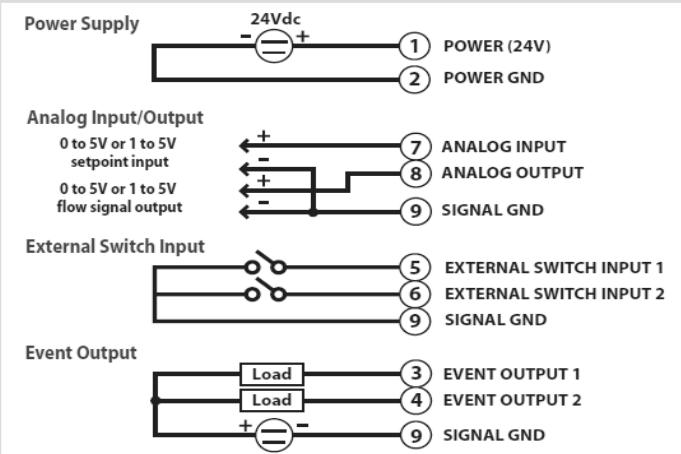 Power Supply
24Vdc
- +
1 POWER (24V)
2 POWER GND
Analog Input/Output
0 to 5V or 1 to 5V
setpoint input
+
-
0 to 5V or 1 to 5V
flow signal output
+
-
7 ANALOG INPUT
8 ANALOG OUTPUT
9 SIGNAL GND
External Switch Input
5 EXTERNAL SWITCH INPUT 1
6 EXTERNAL SWITCH INPUT 2
9 SIGNAL GND
Event Output
Load
3 EVENT OUTPUT 1
Load
4 EVENT OUTPUT 2
+ -
9 SIGNAL GND